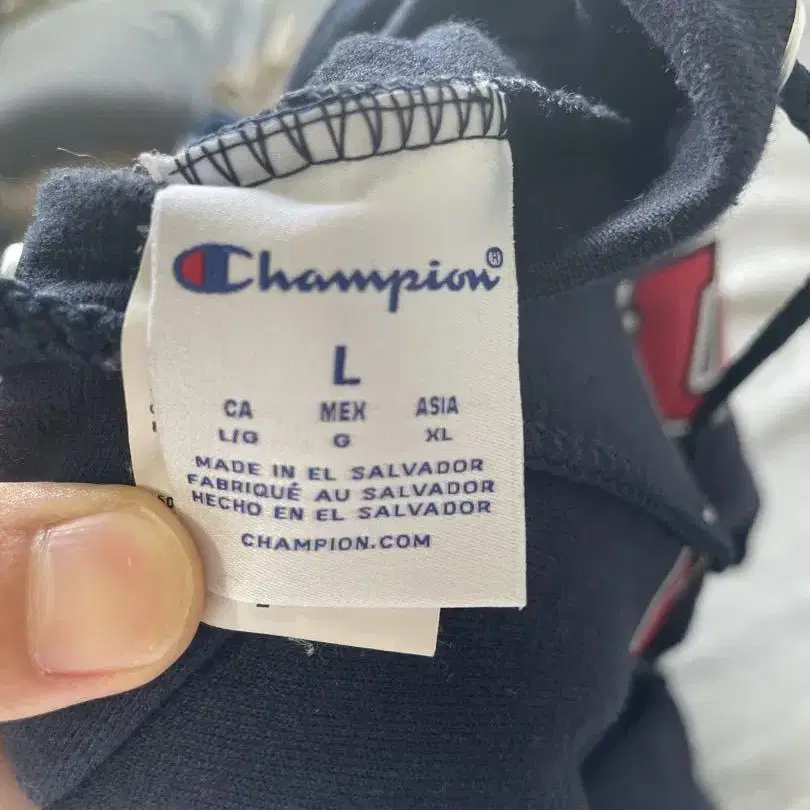 Champion®
L
CA MEX ASIA
L/G G XL
MADE IN EL SALVADOR
FABRIQUÉ AU SALVADOR
HECHO EN EL SALVADOR
CHAMPION.COM